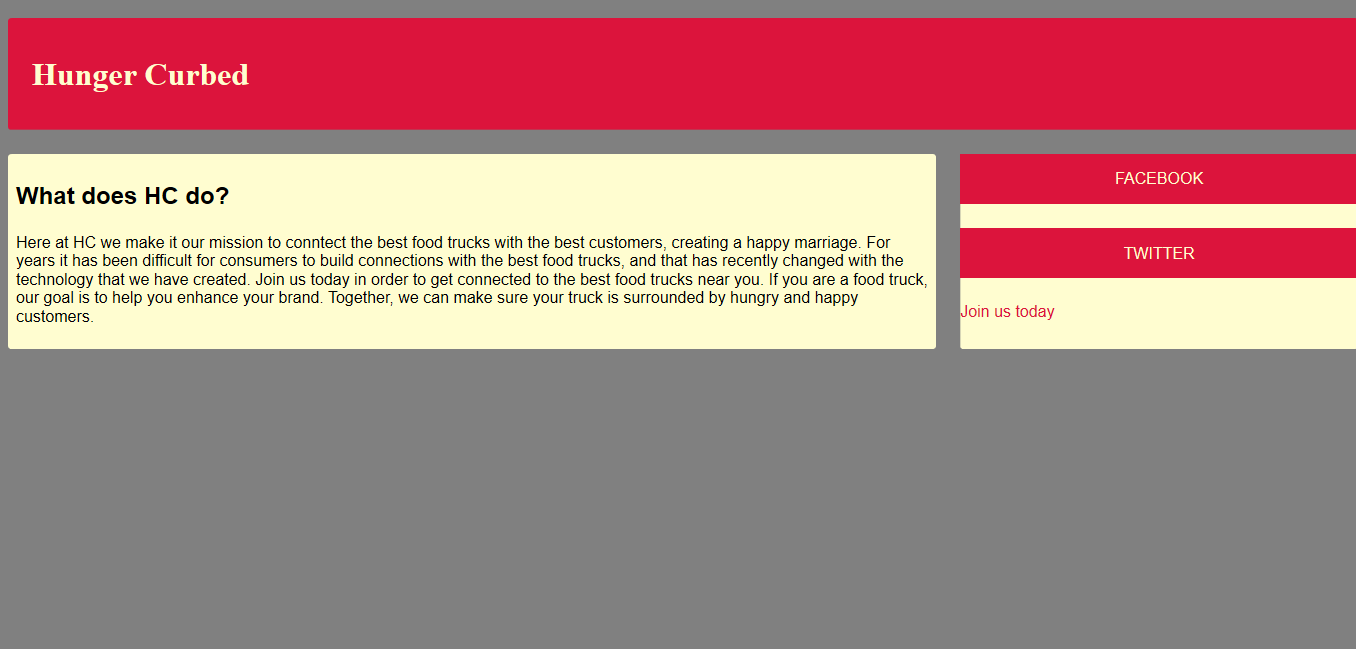 Hunger Curbed
What does HC do?
Here at HC we make it our mission to conntect the best food trucks with the best customers, creating a happy marriage. For
years it has been difficult for consumers to build connections with the best food trucks, and that has recently changed with the
technology that we have created. Join us today in order to get connected to the best food trucks near you. If you are a food truck,
our goal is to help you enhance your brand. Together, we can make sure your truck is surrounded by hungry and happy
customers.
FACEBOOK
TWITTER
Join us today